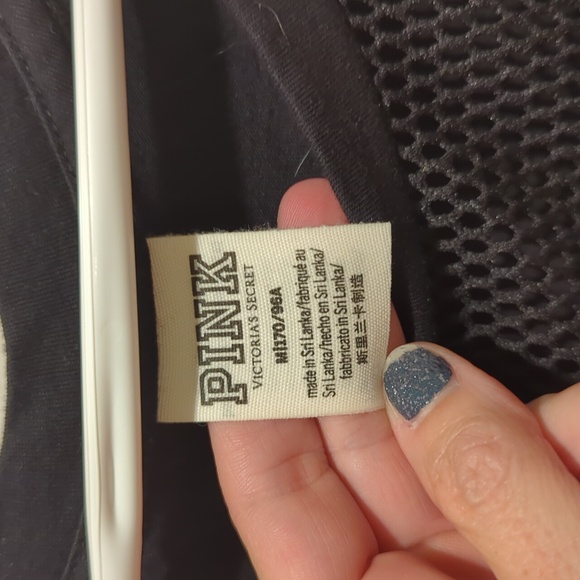 PINK
VICTORIA'S SECRET
M|170/96A
made in Sri Lanka/fabriqué au
Sri Lanka/hecho en Sri Lanka/
fabbricato in Sri Lanka/
斯里兰卡制造